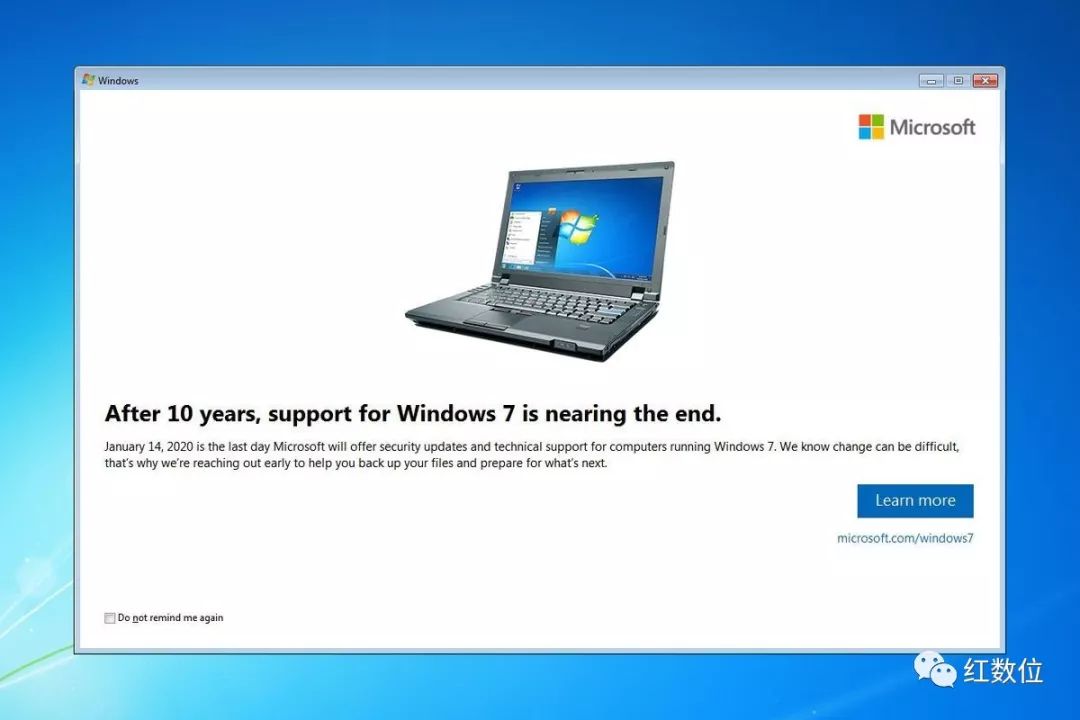 Windows
Microsoft
After 10 years, support for Windows 7 is nearing the end.
January 14, 2020 is the last day Microsoft will offer security updates and technical support for computers running Windows 7. We know change can be difficult,
that's why we're reaching out early to help you back up your files and prepare for what's next.
Learn more
microsoft.com/windows7
Do not remind me again
红数位